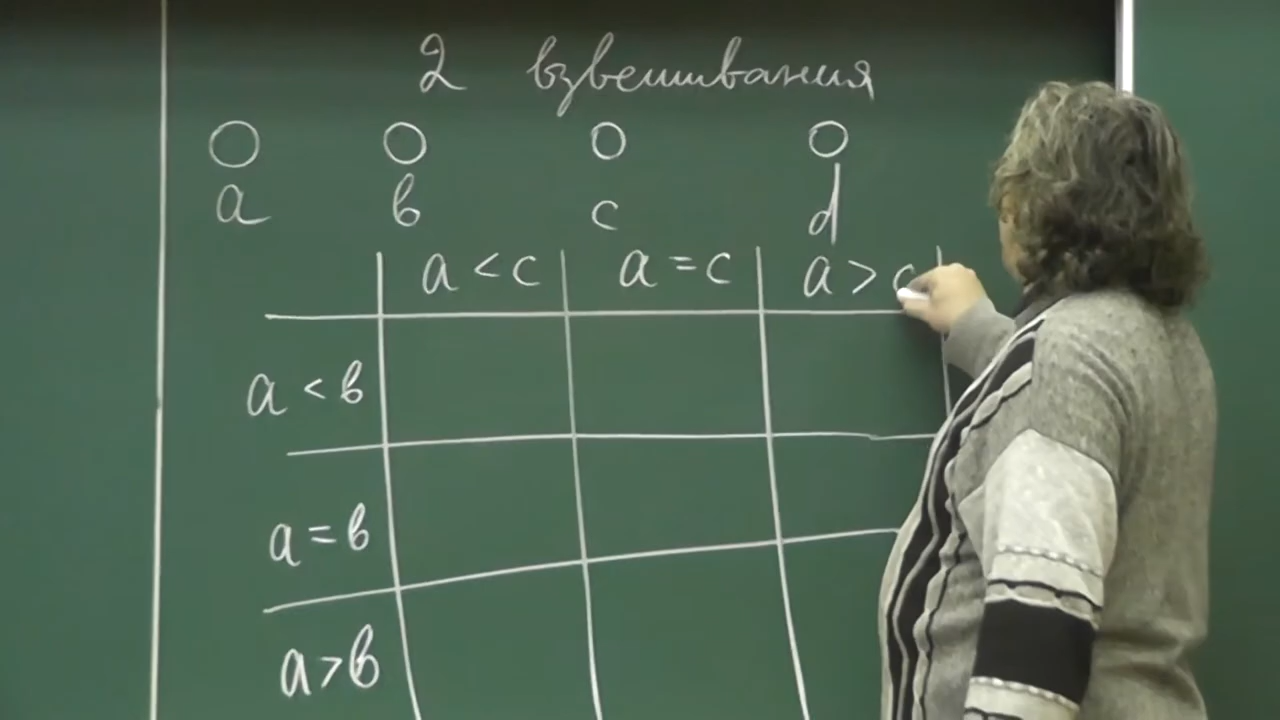 2 взвешивания
а в с d
a < c a = c a > c
a < в
a = в
a > в